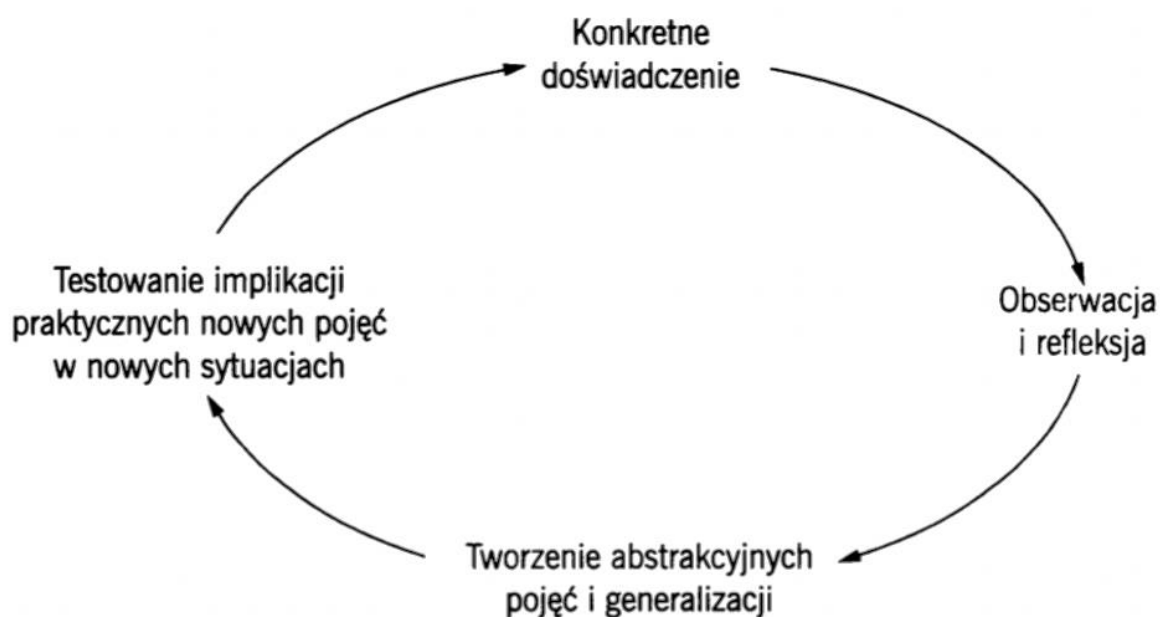 Konkretne
doświadczenie
Obserwacja
i refleksja
Tworzenie abstrakcyjnych
pojęć i generalizacji
Testowanie implikacji
praktycznych nowych pojęć
w nowych sytuacjach